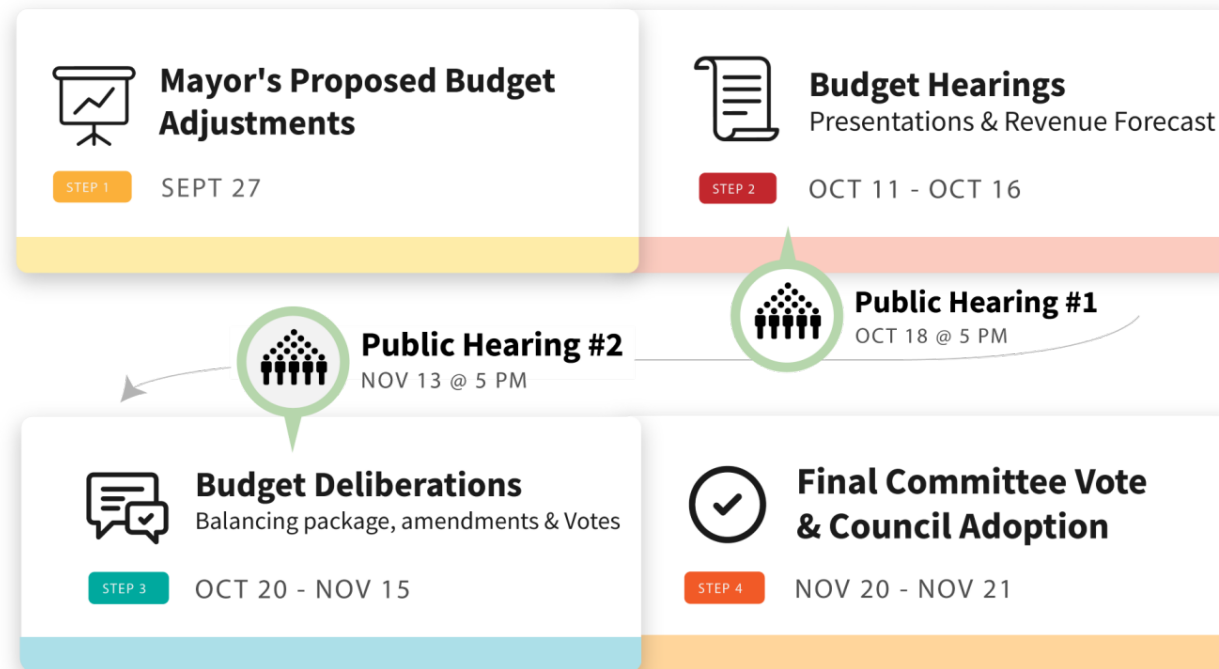 Mayor's Proposed Budget
Adjustments
STEP 1
SEPT 27
Budget Hearings
Presentations & Revenue Forecast
STEP 2
OCT 11 - OCT 16
Public Hearing #1
OCT 18 @ 5 PM
Public Hearing #2
NOV 13 @ 5 PM
Budget Deliberations
Balancing package, amendments & Votes
STEP 3
OCT 20 - NOV 15
Final Committee Vote
& Council Adoption
STEP 4
NOV 20 - NOV 21